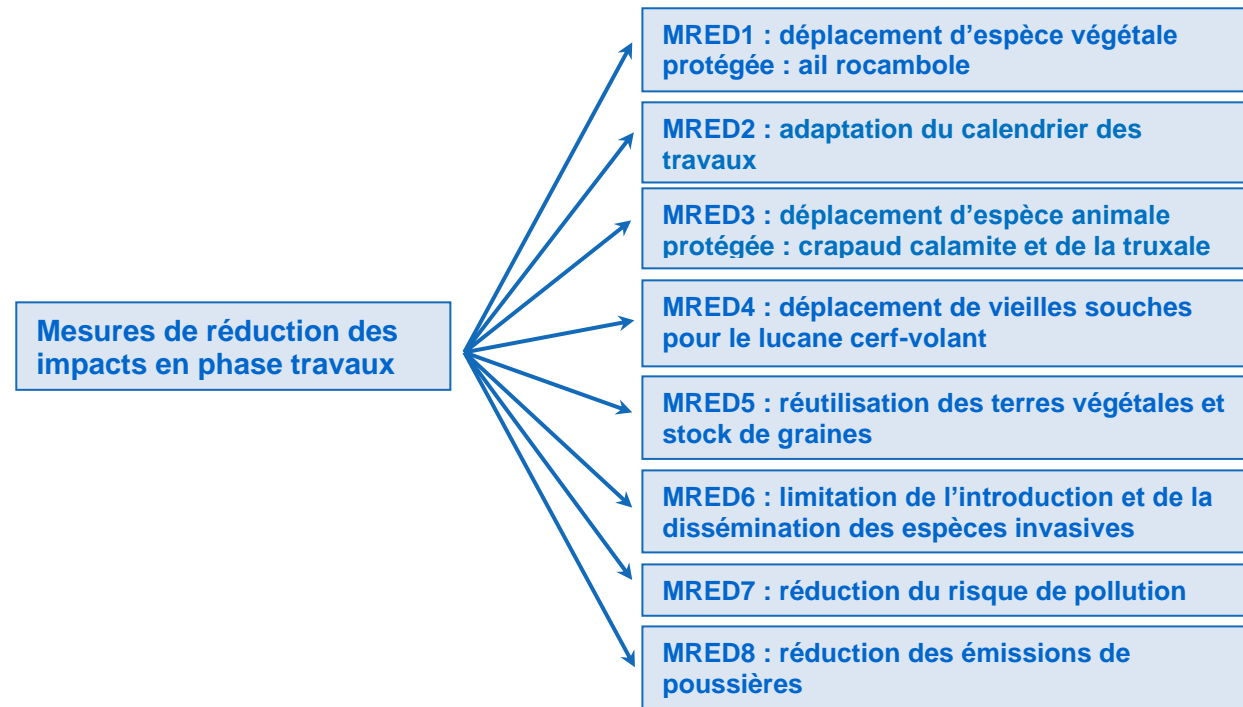 MRED1 : déplacement d’espèce végétale
protégée : ail rocambole
MRED2 : adaptation du calendrier des
travaux
MRED3 : déplacement d’espèce animale
protégée : crapaud calamite et de la truxale
Mesures de réduction des
impacts en phase travaux
MRED4 : déplacement de vieilles souches
pour le lucane cerf-volant
MRED5 : réutilisation des terres végétales et
stock de graines
MRED6 : limitation de l’introduction et de la
dissémination des espèces invasives
MRED7 : réduction du risque de pollution
MRED8 : réduction des émissions de
poussières